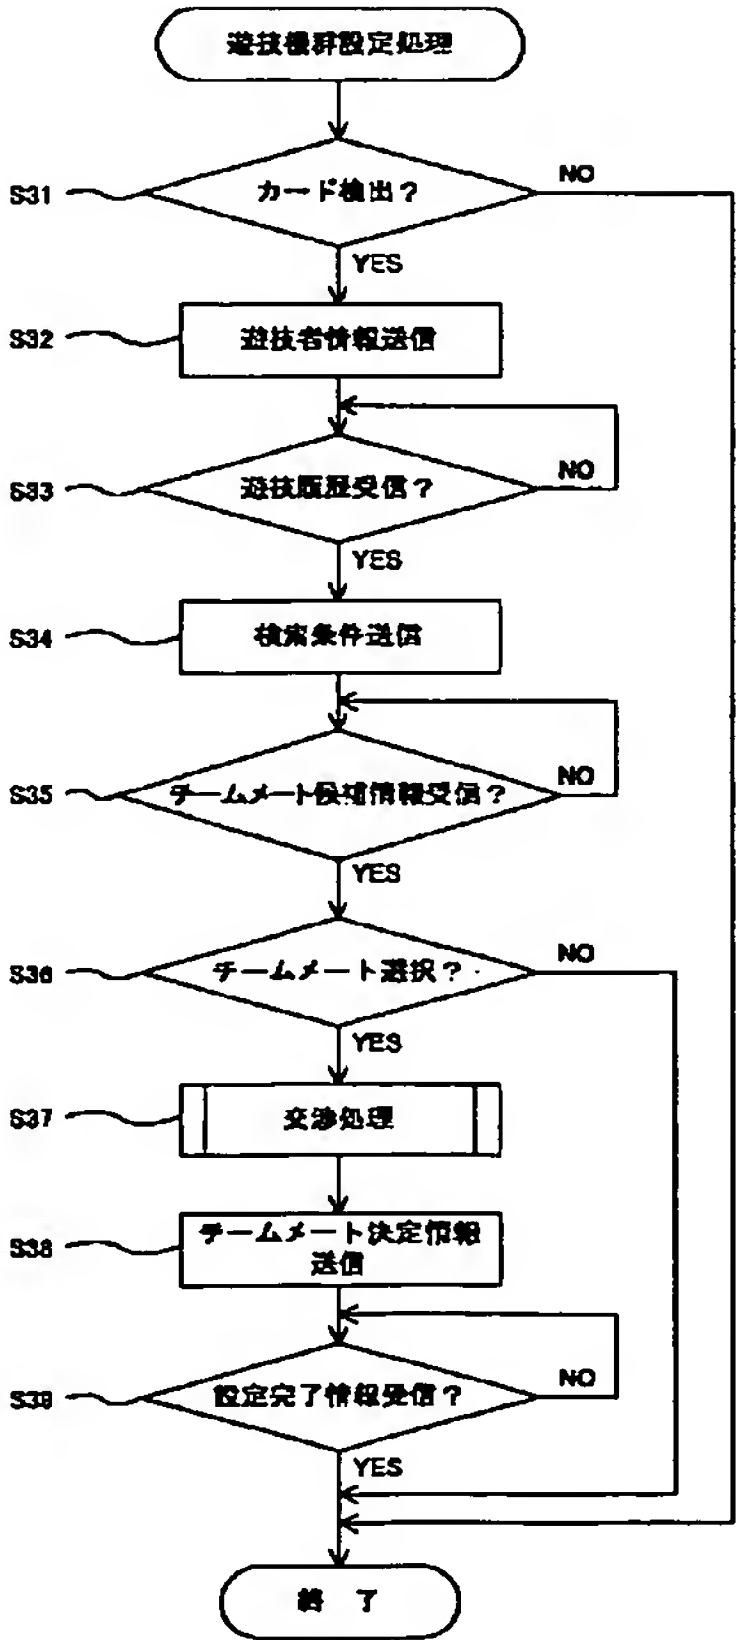 遊技機群設定処理
S31
カード検出?
NO
YES
S32
遊技者情報送信
S33
遊技履歴受信?
NO
YES
S34
検索条件送信
S35
チームメート候補情報受信?
NO
YES
S36
チームメート選択?
NO
YES
S37
交渉処理
S38
チームメート決定情報
送信
S39
設定完了情報受信?
NO
YES
終 了